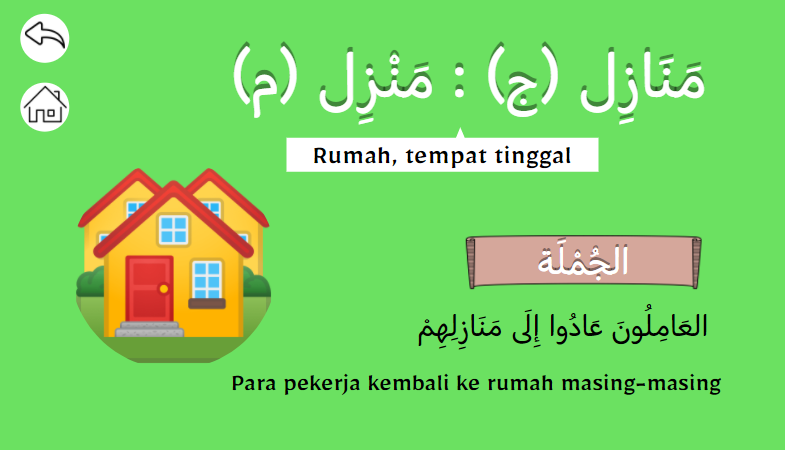 مَنَازِل (ج) : مَنْزِل (م)
Rumah, tempat tinggal
الجُمْلَة
العَامِلُونَ عَادُوا إِلَى مَنَازِلِهِمْ
Para pekerja kembali ke rumah masing-masing